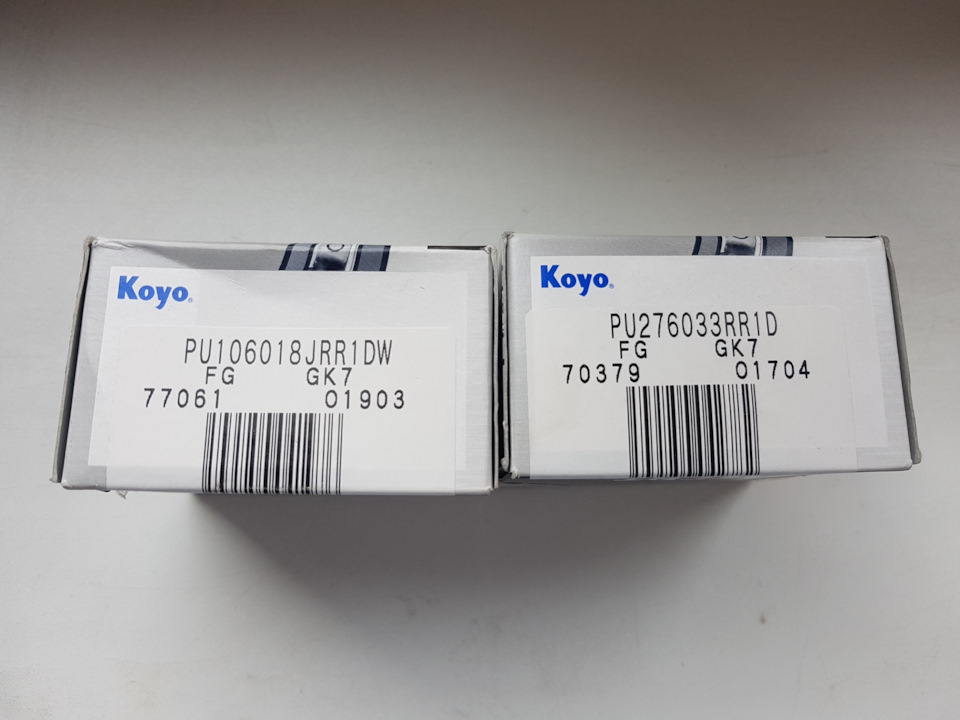 Koyo®
PU106018JRR1DW
FG GK7
77061 01903
Koyo®
PU276033RR1D
FG GK7
70379 01704